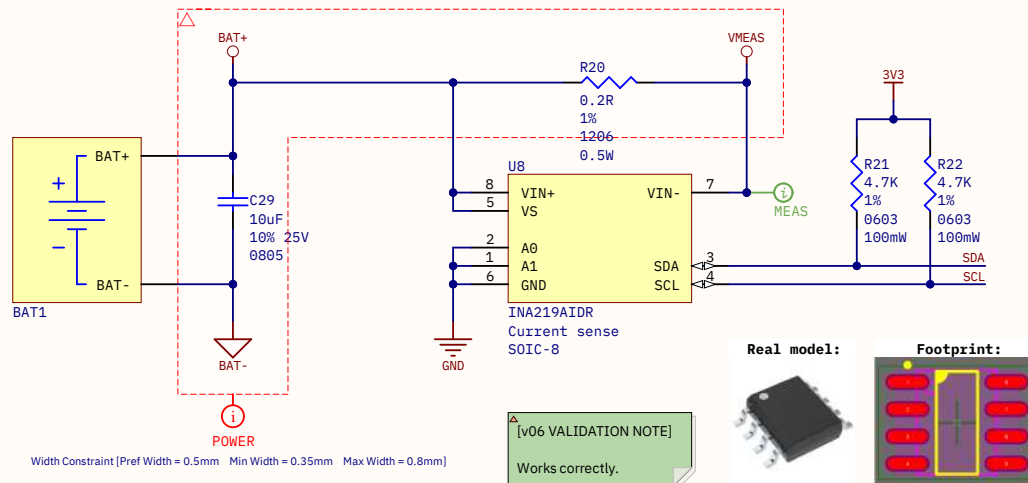 BAT+
VMEAS
R20
0.2R
1%
1206
0.5W
3V3
BAT+
+
−
BAT-
BAT1
C29
10uF
10% 25V
0805
BAT-
POWER
i
Width Constraint [Pref Width = 0.5mm Min Width = 0.35mm Max Width = 0.8mm]
U8
8 VIN+
5 VS
2 A0
1 A1
6 GND
VIN- 7
SDA 3
SCL 4
INA219AIDR
Current sense
SOIC-8
GND
i
MEAS
R21
4.7K
1%
0603
100mW
R22
4.7K
1%
0603
100mW
SDA
SCL
[v06 VALIDATION NOTE]
Works correctly.
Real model:
Footprint: